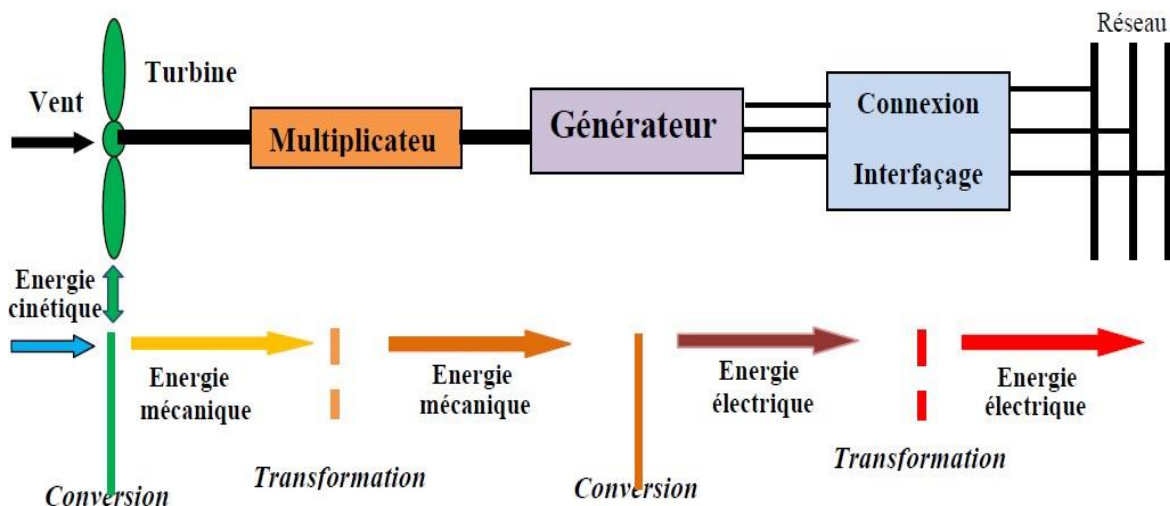 Réseau
Turbine
Vent
Multiplicateu
Générateur
Connexion
Interfaçage
Energie
cinétique
Energie
mécanique
Energie
mécanique
Energie
électrique
Energie
électrique
Conversion
Transformation
Conversion
Transformation